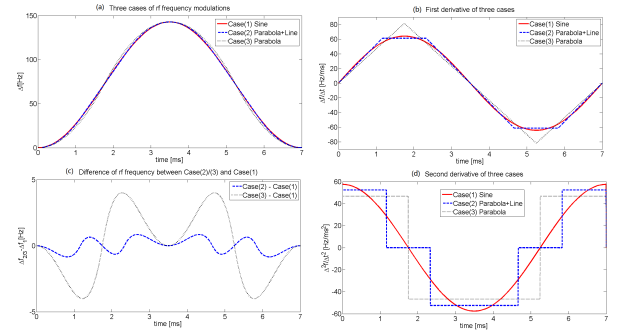 (a) Three cases of rf frequency modulations
150
100
50
0
Δf[Hz]
Case(1) Sine
Case(2) Parabola+Line
Case(3) Parabola
0 1 2 3 4 5 6 7
time [ms]
(b) First derivative of three cases
80
60
40
20
0
-20
-40
-60
-80
Δf/Δt [Hz/ms]
Case(1) Sine
Case(2) Parabola+Line
Case(3) Parabola
0 1 2 3 4 5 6 7
time [ms]
(c) Difference of rf frequency between Case(2)/(3) and Case(1)
5
0
-5
Case(2) - Case(1)
Case(3) - Case(1)
0 1 2 3 4 5 6 7
time [ms]
(d) Second derivative of three cases
60
40
20
0
-20
-40
-60
Δ²f/Δt² [Hz/ms²]
Case(1) Sine
Case(2) Parabola+Line
Case(3) Parabola
0 1 2 3 4 5 6 7
time [ms]